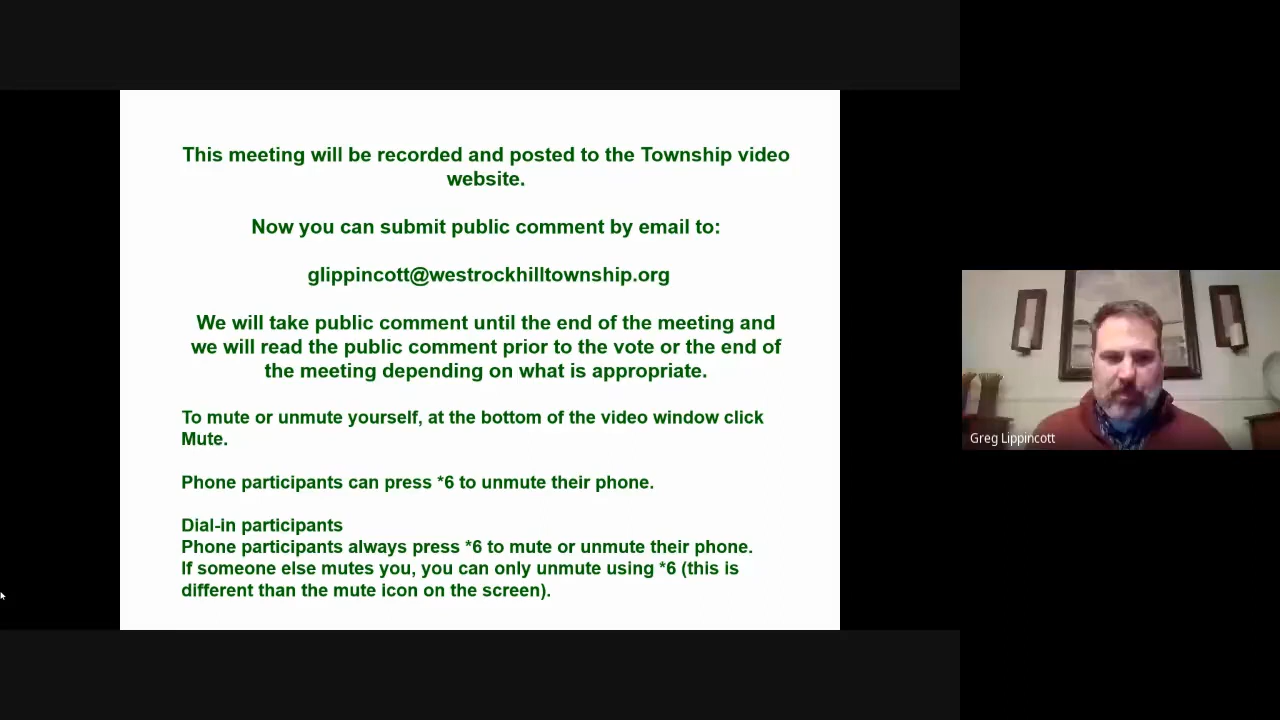 This meeting will be recorded and posted to the Township video
website.
Now you can submit public comment by email to:
glippincott@westrockhilltownship.org
We will take public comment until the end of the meeting and
we will read the public comment prior to the vote or the end of
the meeting depending on what is appropriate.
To mute or unmute yourself, at the bottom of the video window click
Mute.
Phone participants can press *6 to unmute their phone.
Dial-in participants
Phone participants always press *6 to mute or unmute their phone.
If someone else mutes you, you can only unmute using *6 (this is
different than the mute icon on the screen).
Greg Lippincott